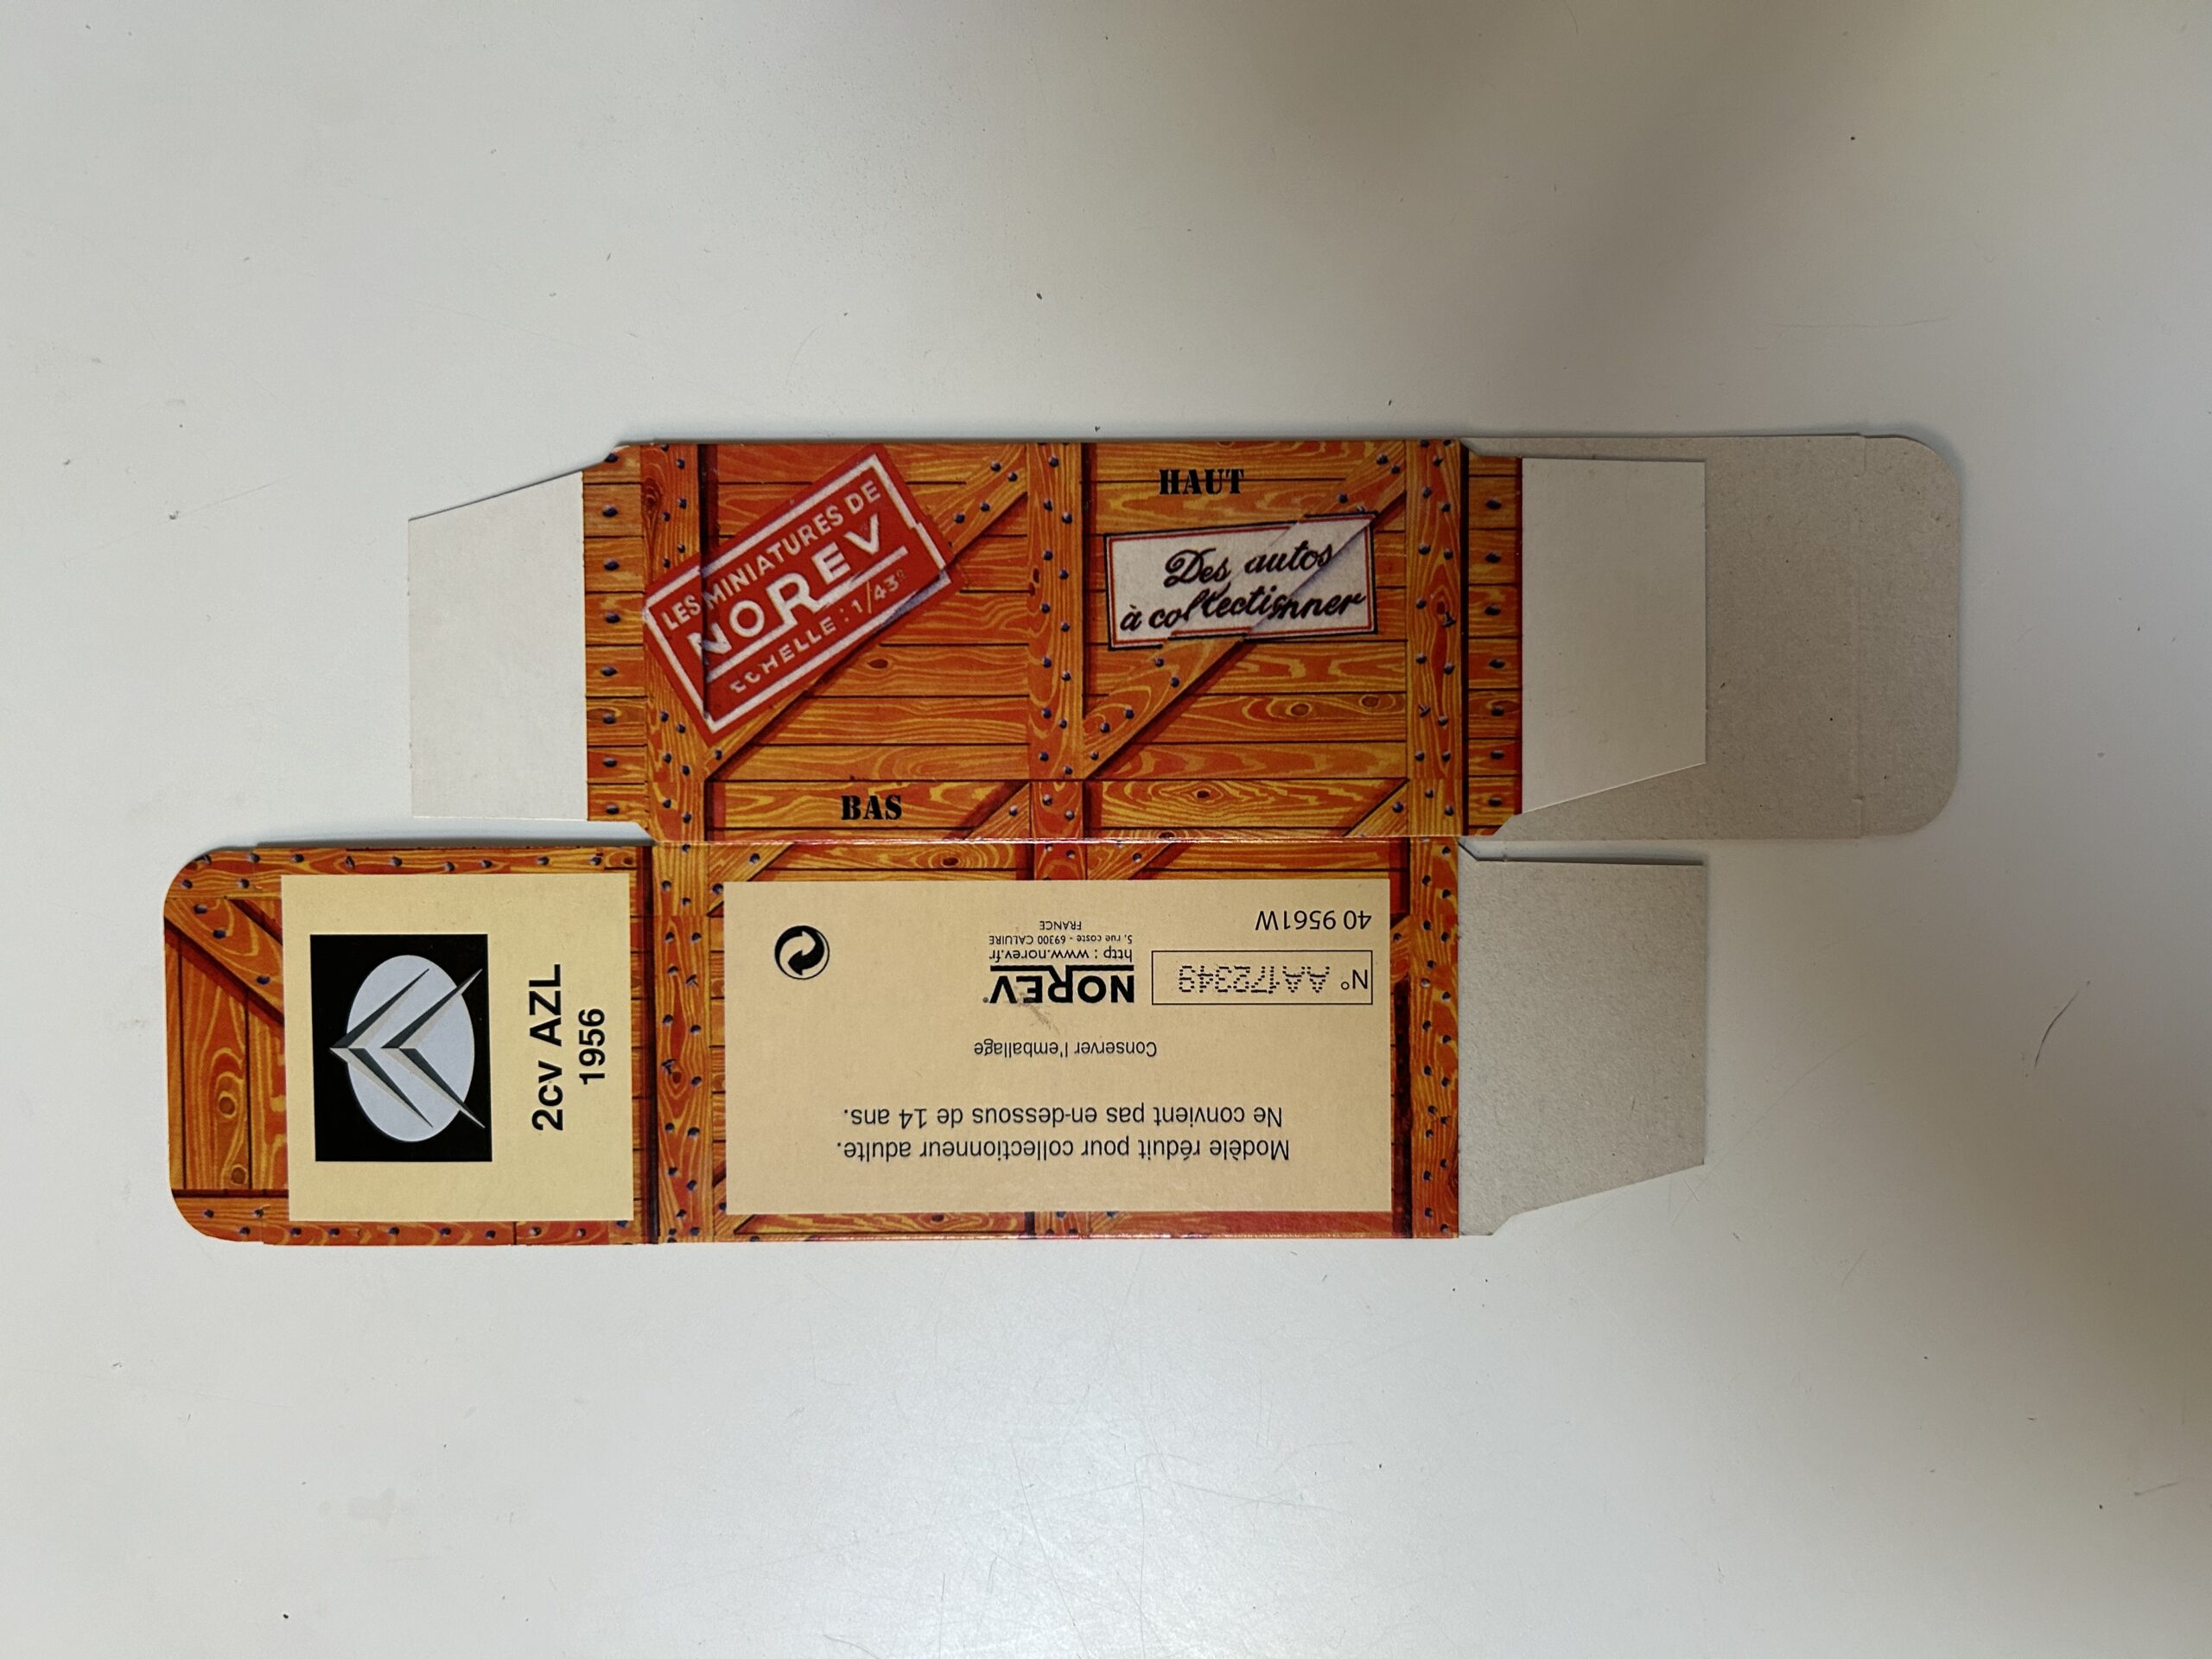 LES MINIATURES DE
NOREV
ECHELLE : 1/43e
HAUT
Des autos
à collectionner
BAS
2cv AZL
1956
Modèle réduit pour collectionneur adulte.
Ne convient pas en-dessous de 14 ans.
Conserver l'emballage
N° AA172349
40 9561W
NOREV®
http : www.norev.fr
5, rue coste - 69300 CALUIRE
FRANCE